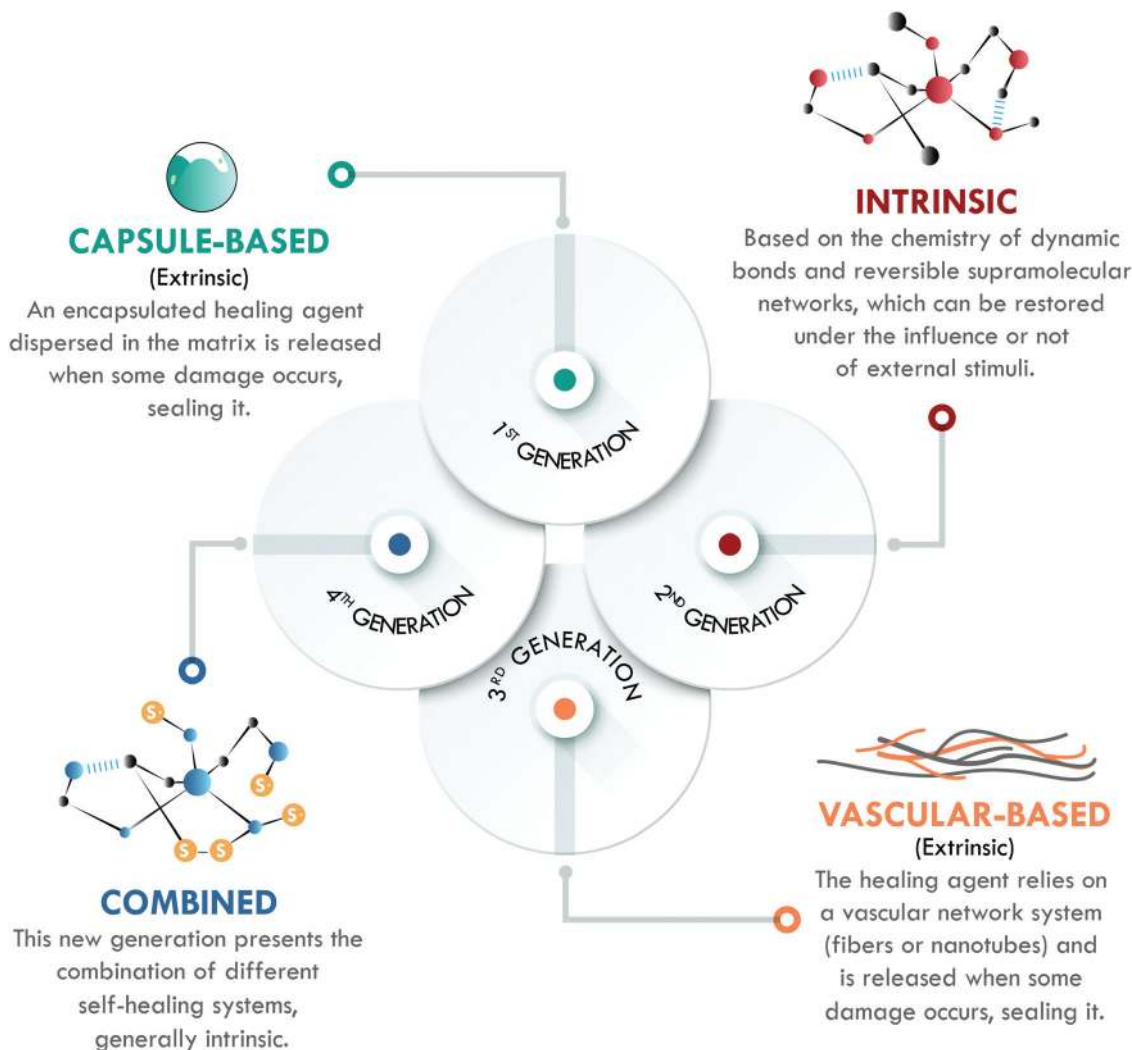 CAPSULE-BASED
(Extrinsic)
An encapsulated healing agent
dispersed in the matrix is released
when some damage occurs,
sealing it.
INTRINSIC
Based on the chemistry of dynamic
bonds and reversible supramolecular
networks, which can be restored
under the influence or not
of external stimuli.
1ST GENERATION
4TH GENERATION
2ND GENERATION
3RD GENERATION
S·
S·
S·
S
S
COMBINED
This new generation presents the
combination of different
self-healing systems,
generally intrinsic.
VASCULAR-BASED
(Extrinsic)
The healing agent relies on
a vascular network system
(fibers or nanotubes) and
is released when some
damage occurs, sealing it.